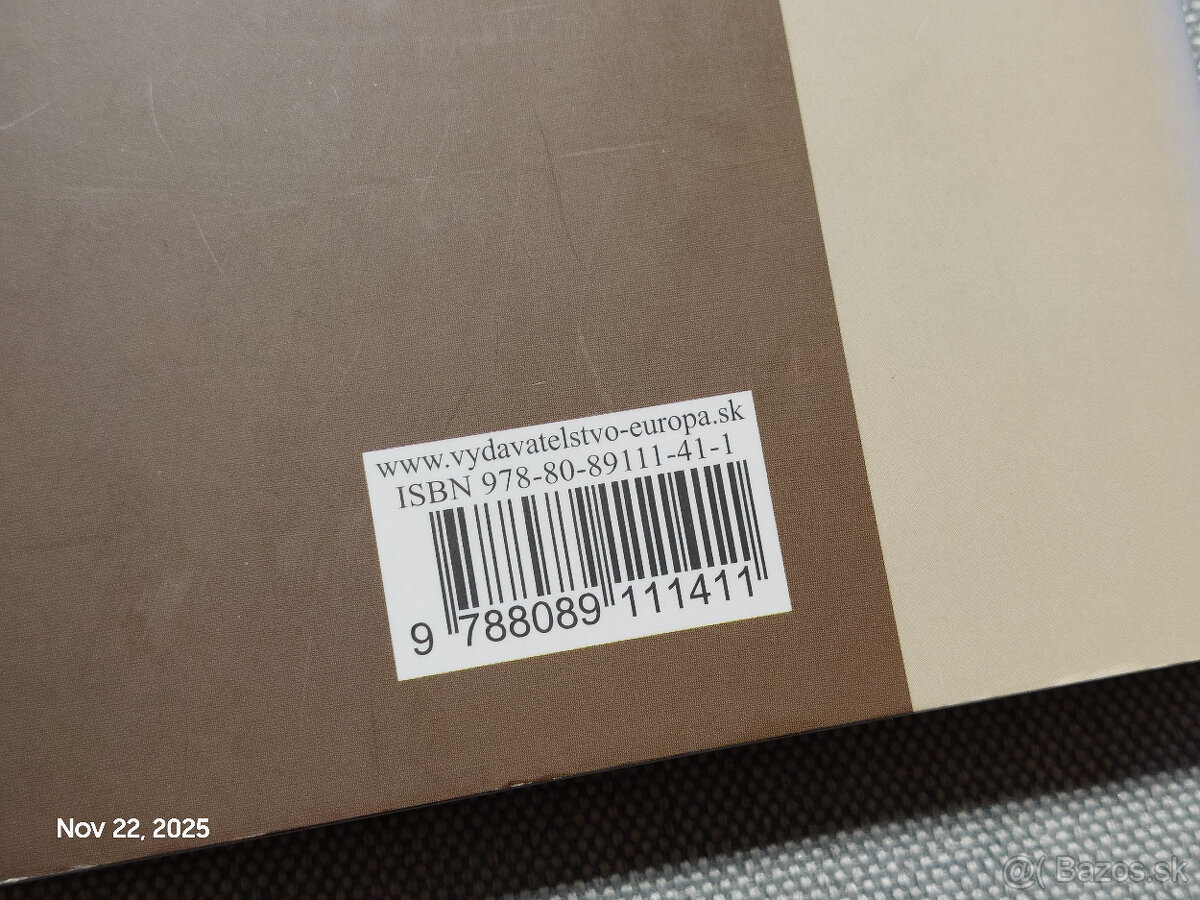 www.vydavatelstvo-europa.sk
ISBN 978-80-89111-41-1
9 788089 111411
Nov 22, 2025
@( Bazos.sk